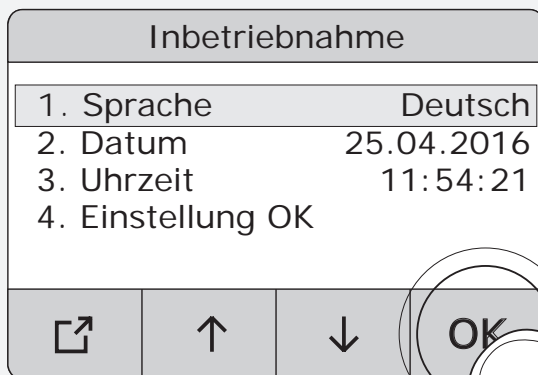 Inbetriebnahme
1. Sprache Deutsch
2. Datum 25.04.2016
3. Uhrzeit 11:54:21
4. Einstellung OK
↑ ↓ OK